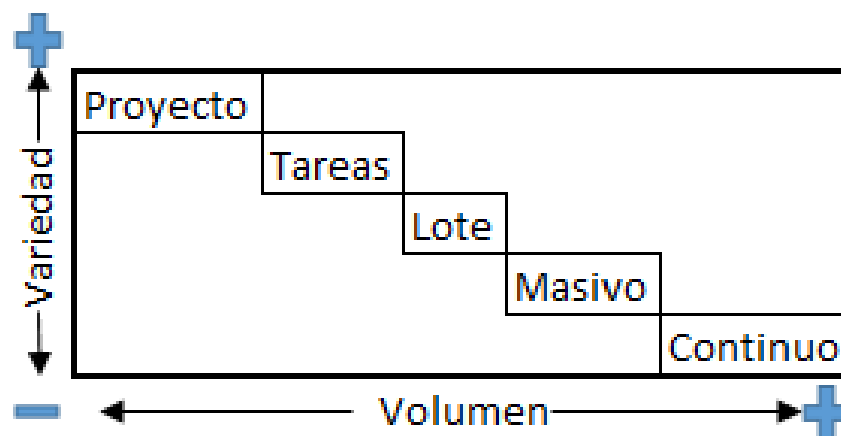 Proyecto
Tareas
Variedad
Lote
Masivo
Continuo
Volumen